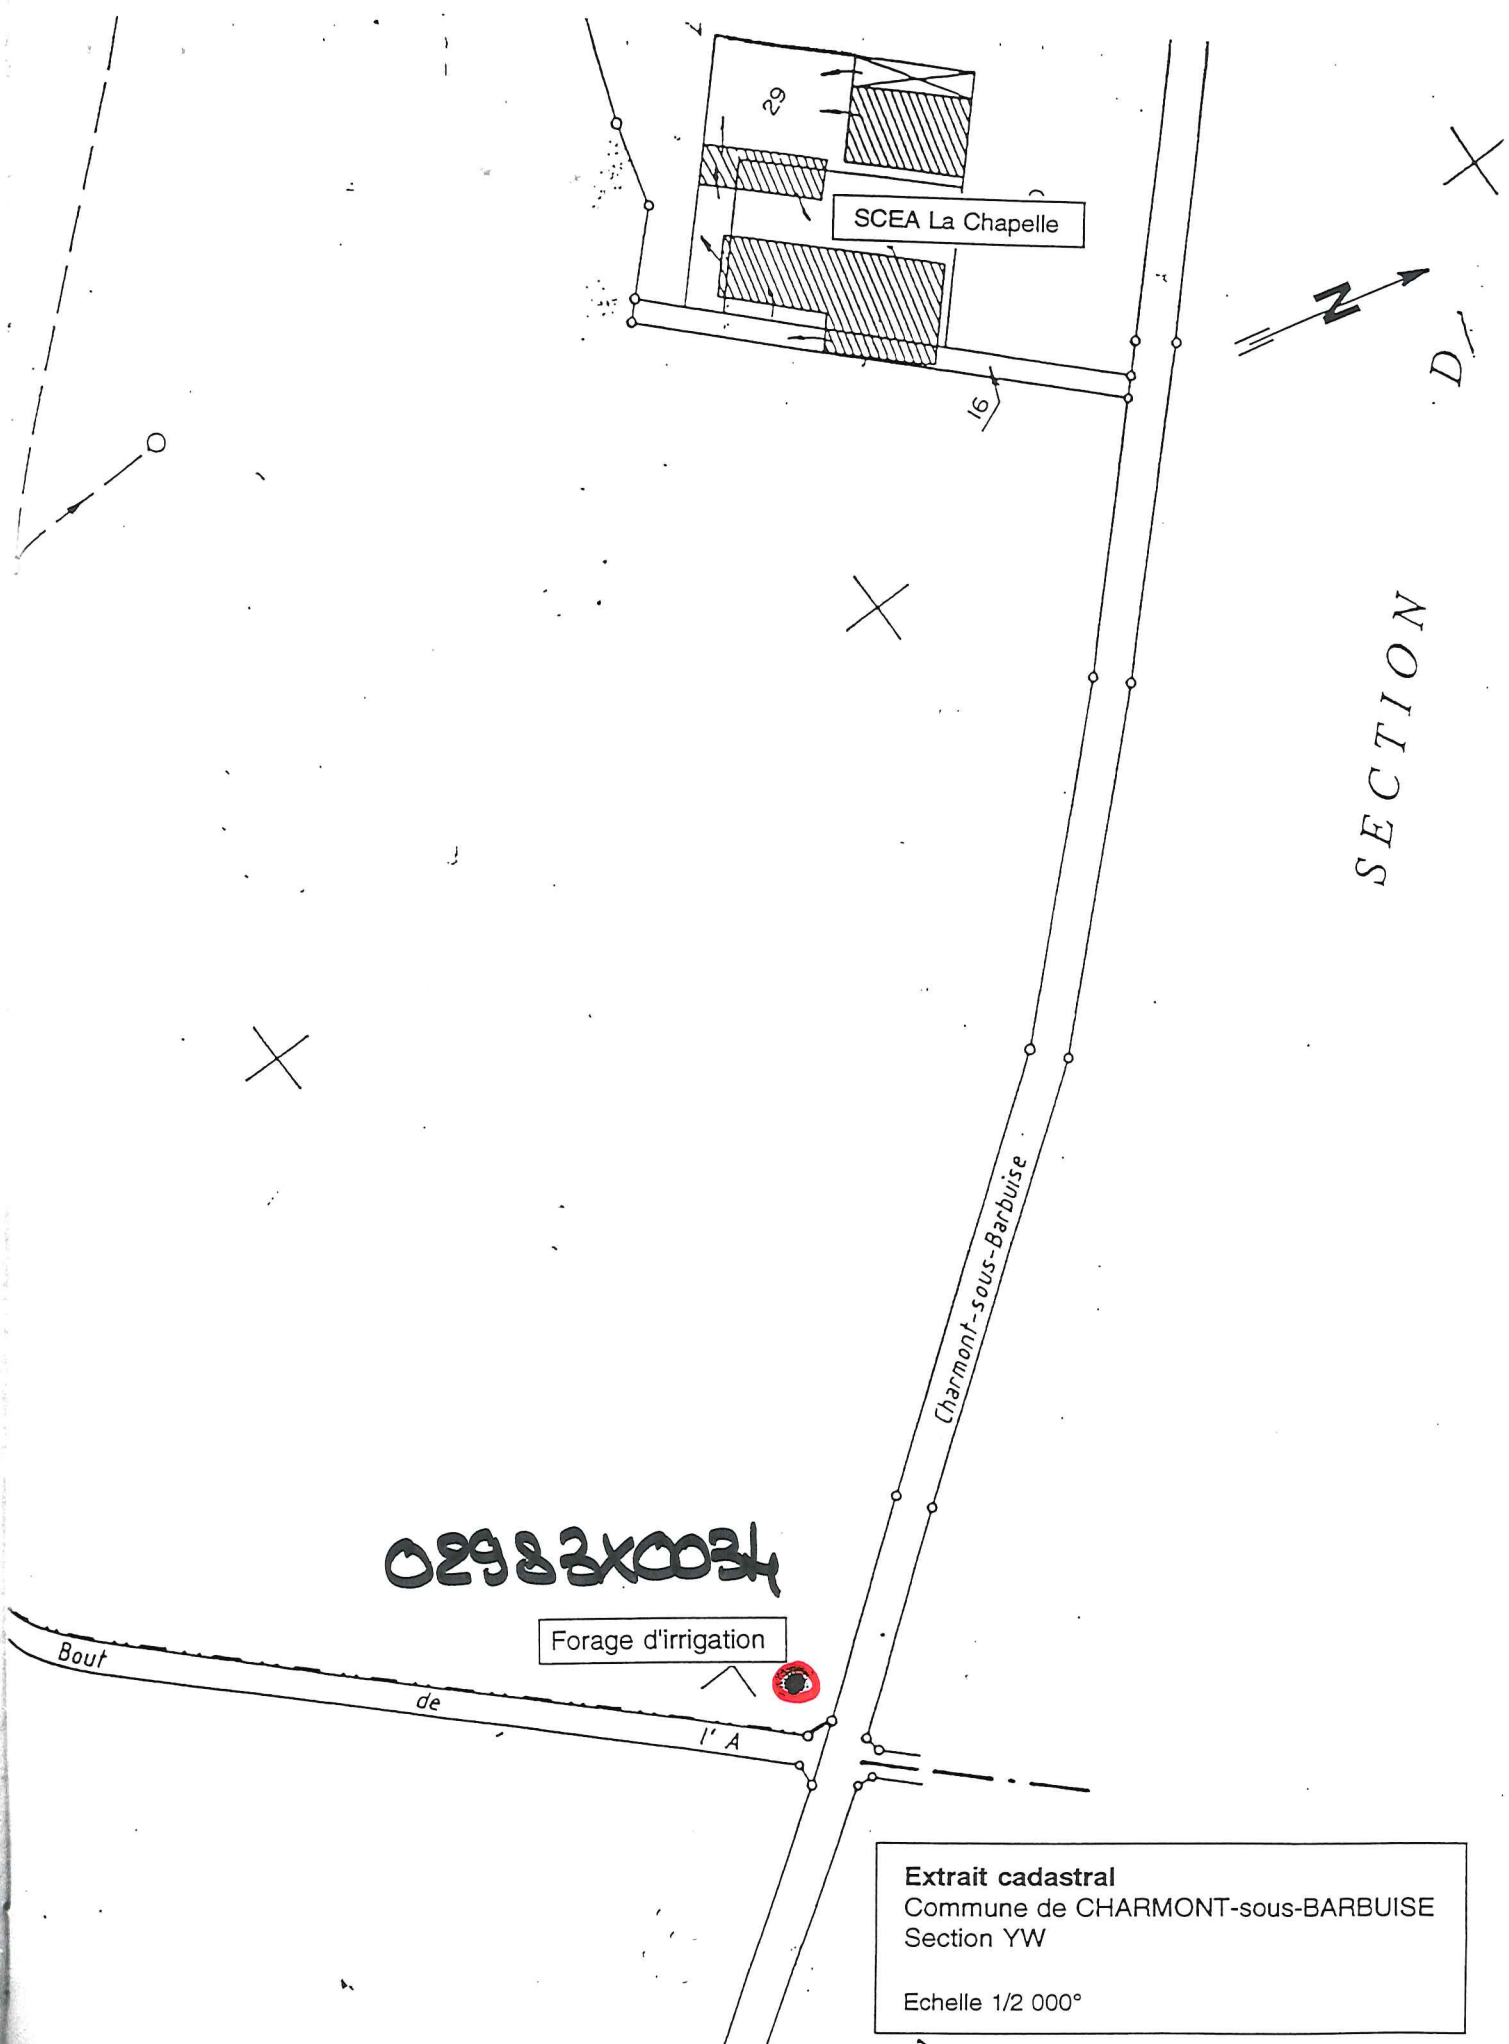 29
SCEA La Chapelle
N
D
16
SECTION
Charmont-sous-Barbuise
02983X0034
Forage d'irrigation
Bout
de
l'A
Extrait cadastral
Commune de CHARMONT-sous-BARBUISE
Section YW
Echelle 1/2 000°